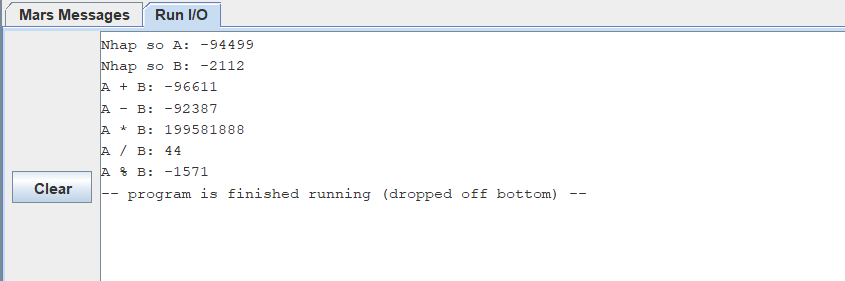 Mars Messages Run I/O
Nhap so A: -94499
Nhap so B: -2112
A + B: -96611
A - B: -92387
A * B: 199581888
A / B: 44
A % B: -1571
-- program is finished running (dropped off bottom) --
Clear